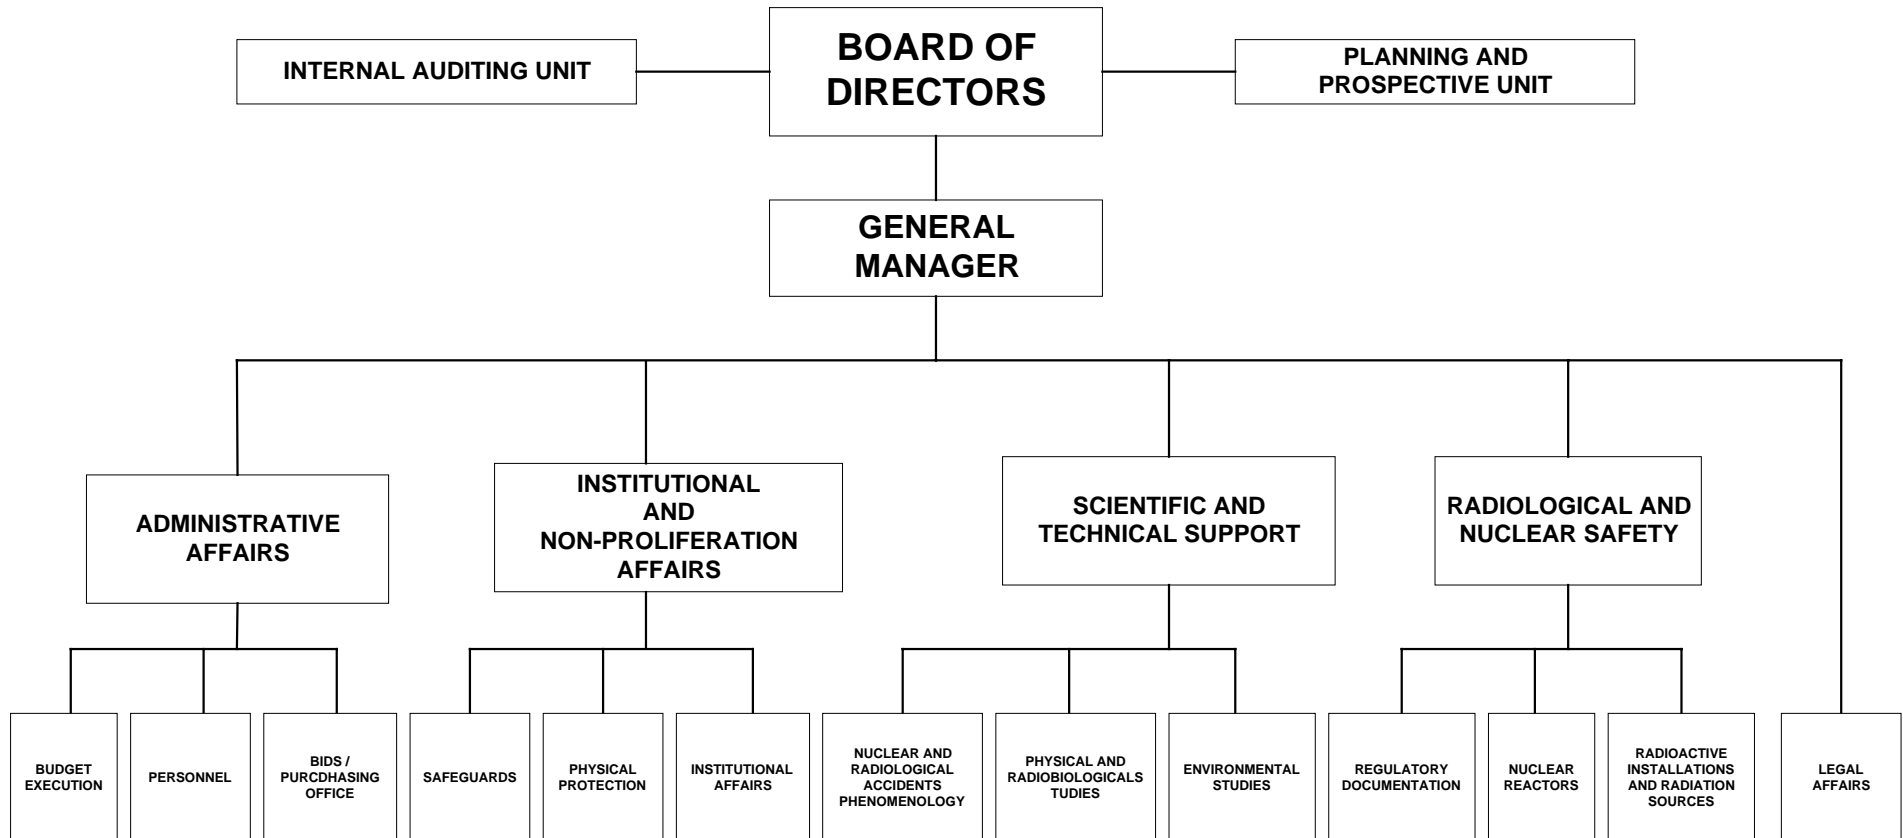 BOARD OF
DIRECTORS
INTERNAL AUDITING UNIT
PLANNING AND
PROSPECTIVE UNIT
GENERAL
MANAGER
ADMINISTRATIVE
AFFAIRS
INSTITUTIONAL
AND
NON-PROLIFERATION
AFFAIRS
SCIENTIFIC AND
TECHNICAL SUPPORT
RADIOLOGICAL AND
NUCLEAR SAFETY
BUDGET
EXECUTION
PERSONNEL
BIDS /
PURCDHASING
OFFICE
SAFEGUARDS
PHYSICAL
PROTECTION
INSTITUTIONAL
AFFAIRS
NUCLEAR AND
RADIOLOGICAL
ACCIDENTS
PHENOMENOLOGY
PHYSICAL AND
RADIOBIOLOGICALS
TUDIES
ENVIRONMENTAL
STUDIES
REGULATORY
DOCUMENTATION
NUCLEAR
REACTORS
RADIOACTIVE
INSTALLATIONS
AND RADIATION
SOURCES
LEGAL
AFFAIRS